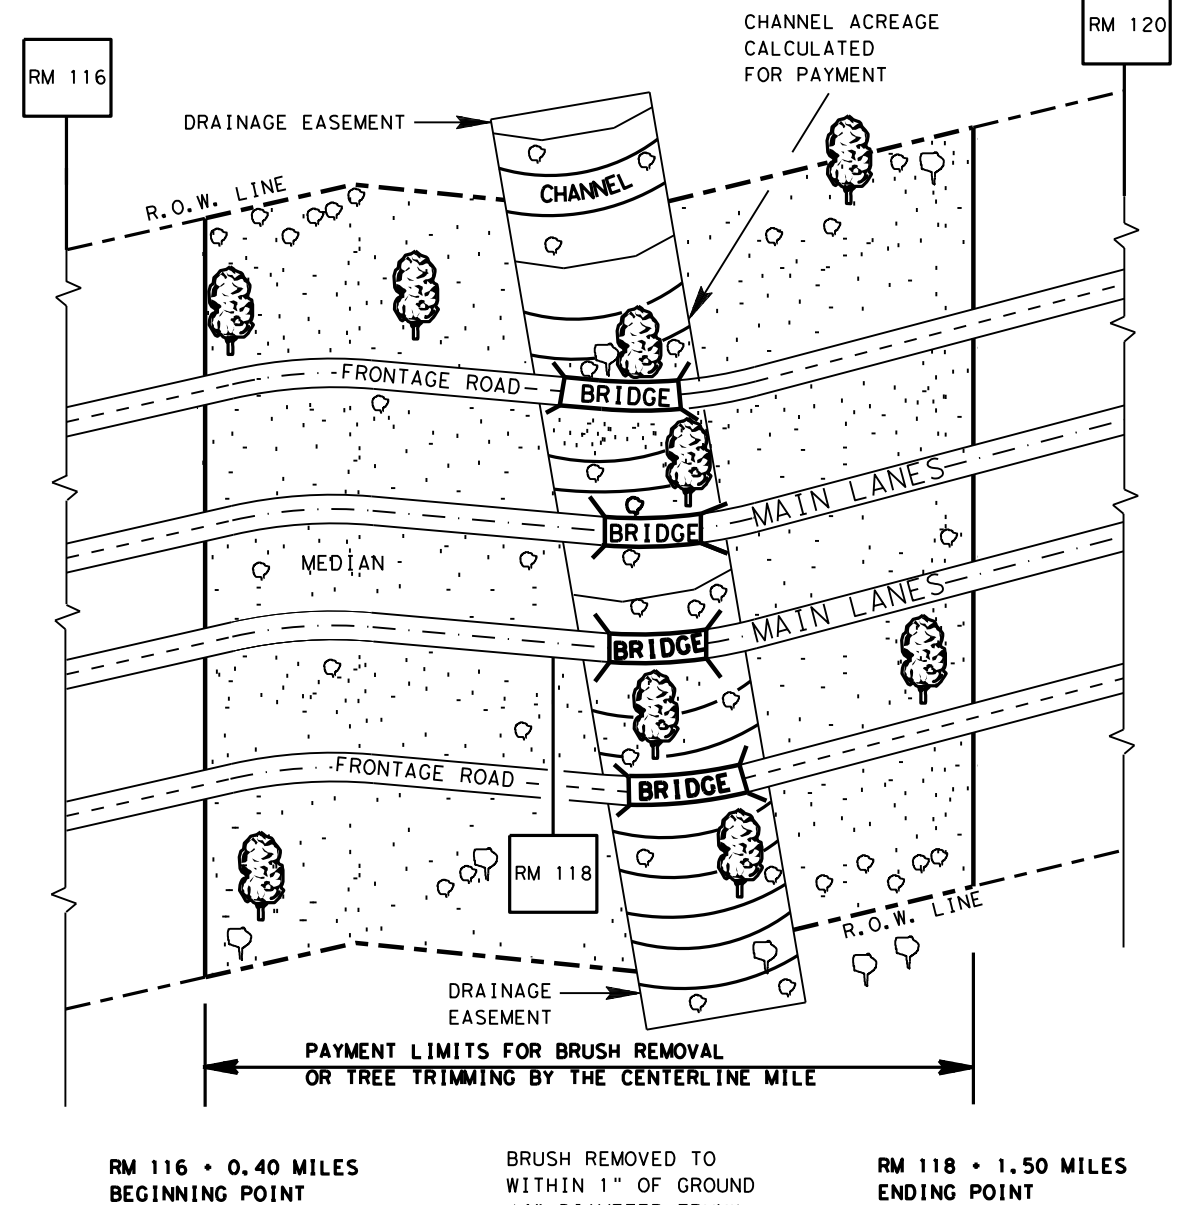 CHANNEL ACREAGE
CALCULATED
FOR PAYMENT
RM 120
RM 116
DRAINAGE EASEMENT
R.O.W. LINE
CHANNEL
FRONTAGE ROAD
BRIDGE
MAIN LANES
BRIDGE
MEDIAN
MAIN LANES
BRIDGE
FRONTAGE ROAD
BRIDGE
RM 118
R.O.W. LINE
DRAINAGE
EASEMENT
PAYMENT LIMITS FOR BRUSH REMOVAL
OR TREE TRIMMING BY THE CENTERLINE MILE
RM 116 + 0.40 MILES
BEGINNING POINT
BRUSH REMOVED TO
WITHIN 1" OF GROUND
RM 118 + 1.50 MILES
ENDING POINT